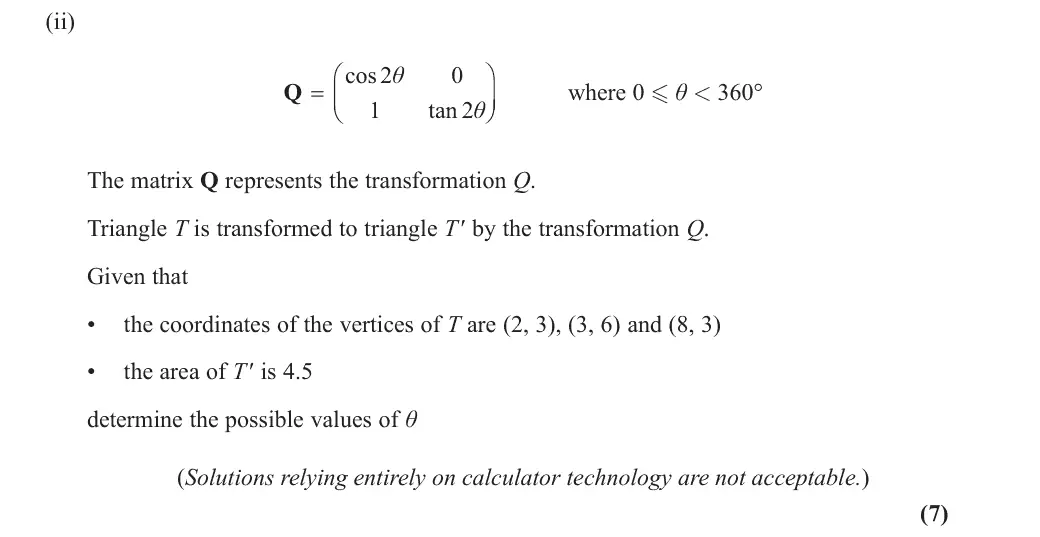 (ii)
Q = (cos 2θ 0
1 tan 2θ) where 0 ⩽ θ < 360°
The matrix Q represents the transformation Q.
Triangle T is transformed to triangle T′ by the transformation Q.
Given that
• the coordinates of the vertices of T are (2, 3), (3, 6) and (8, 3)
• the area of T′ is 4.5
determine the possible values of θ
(Solutions relying entirely on calculator technology are not acceptable.)
(7)